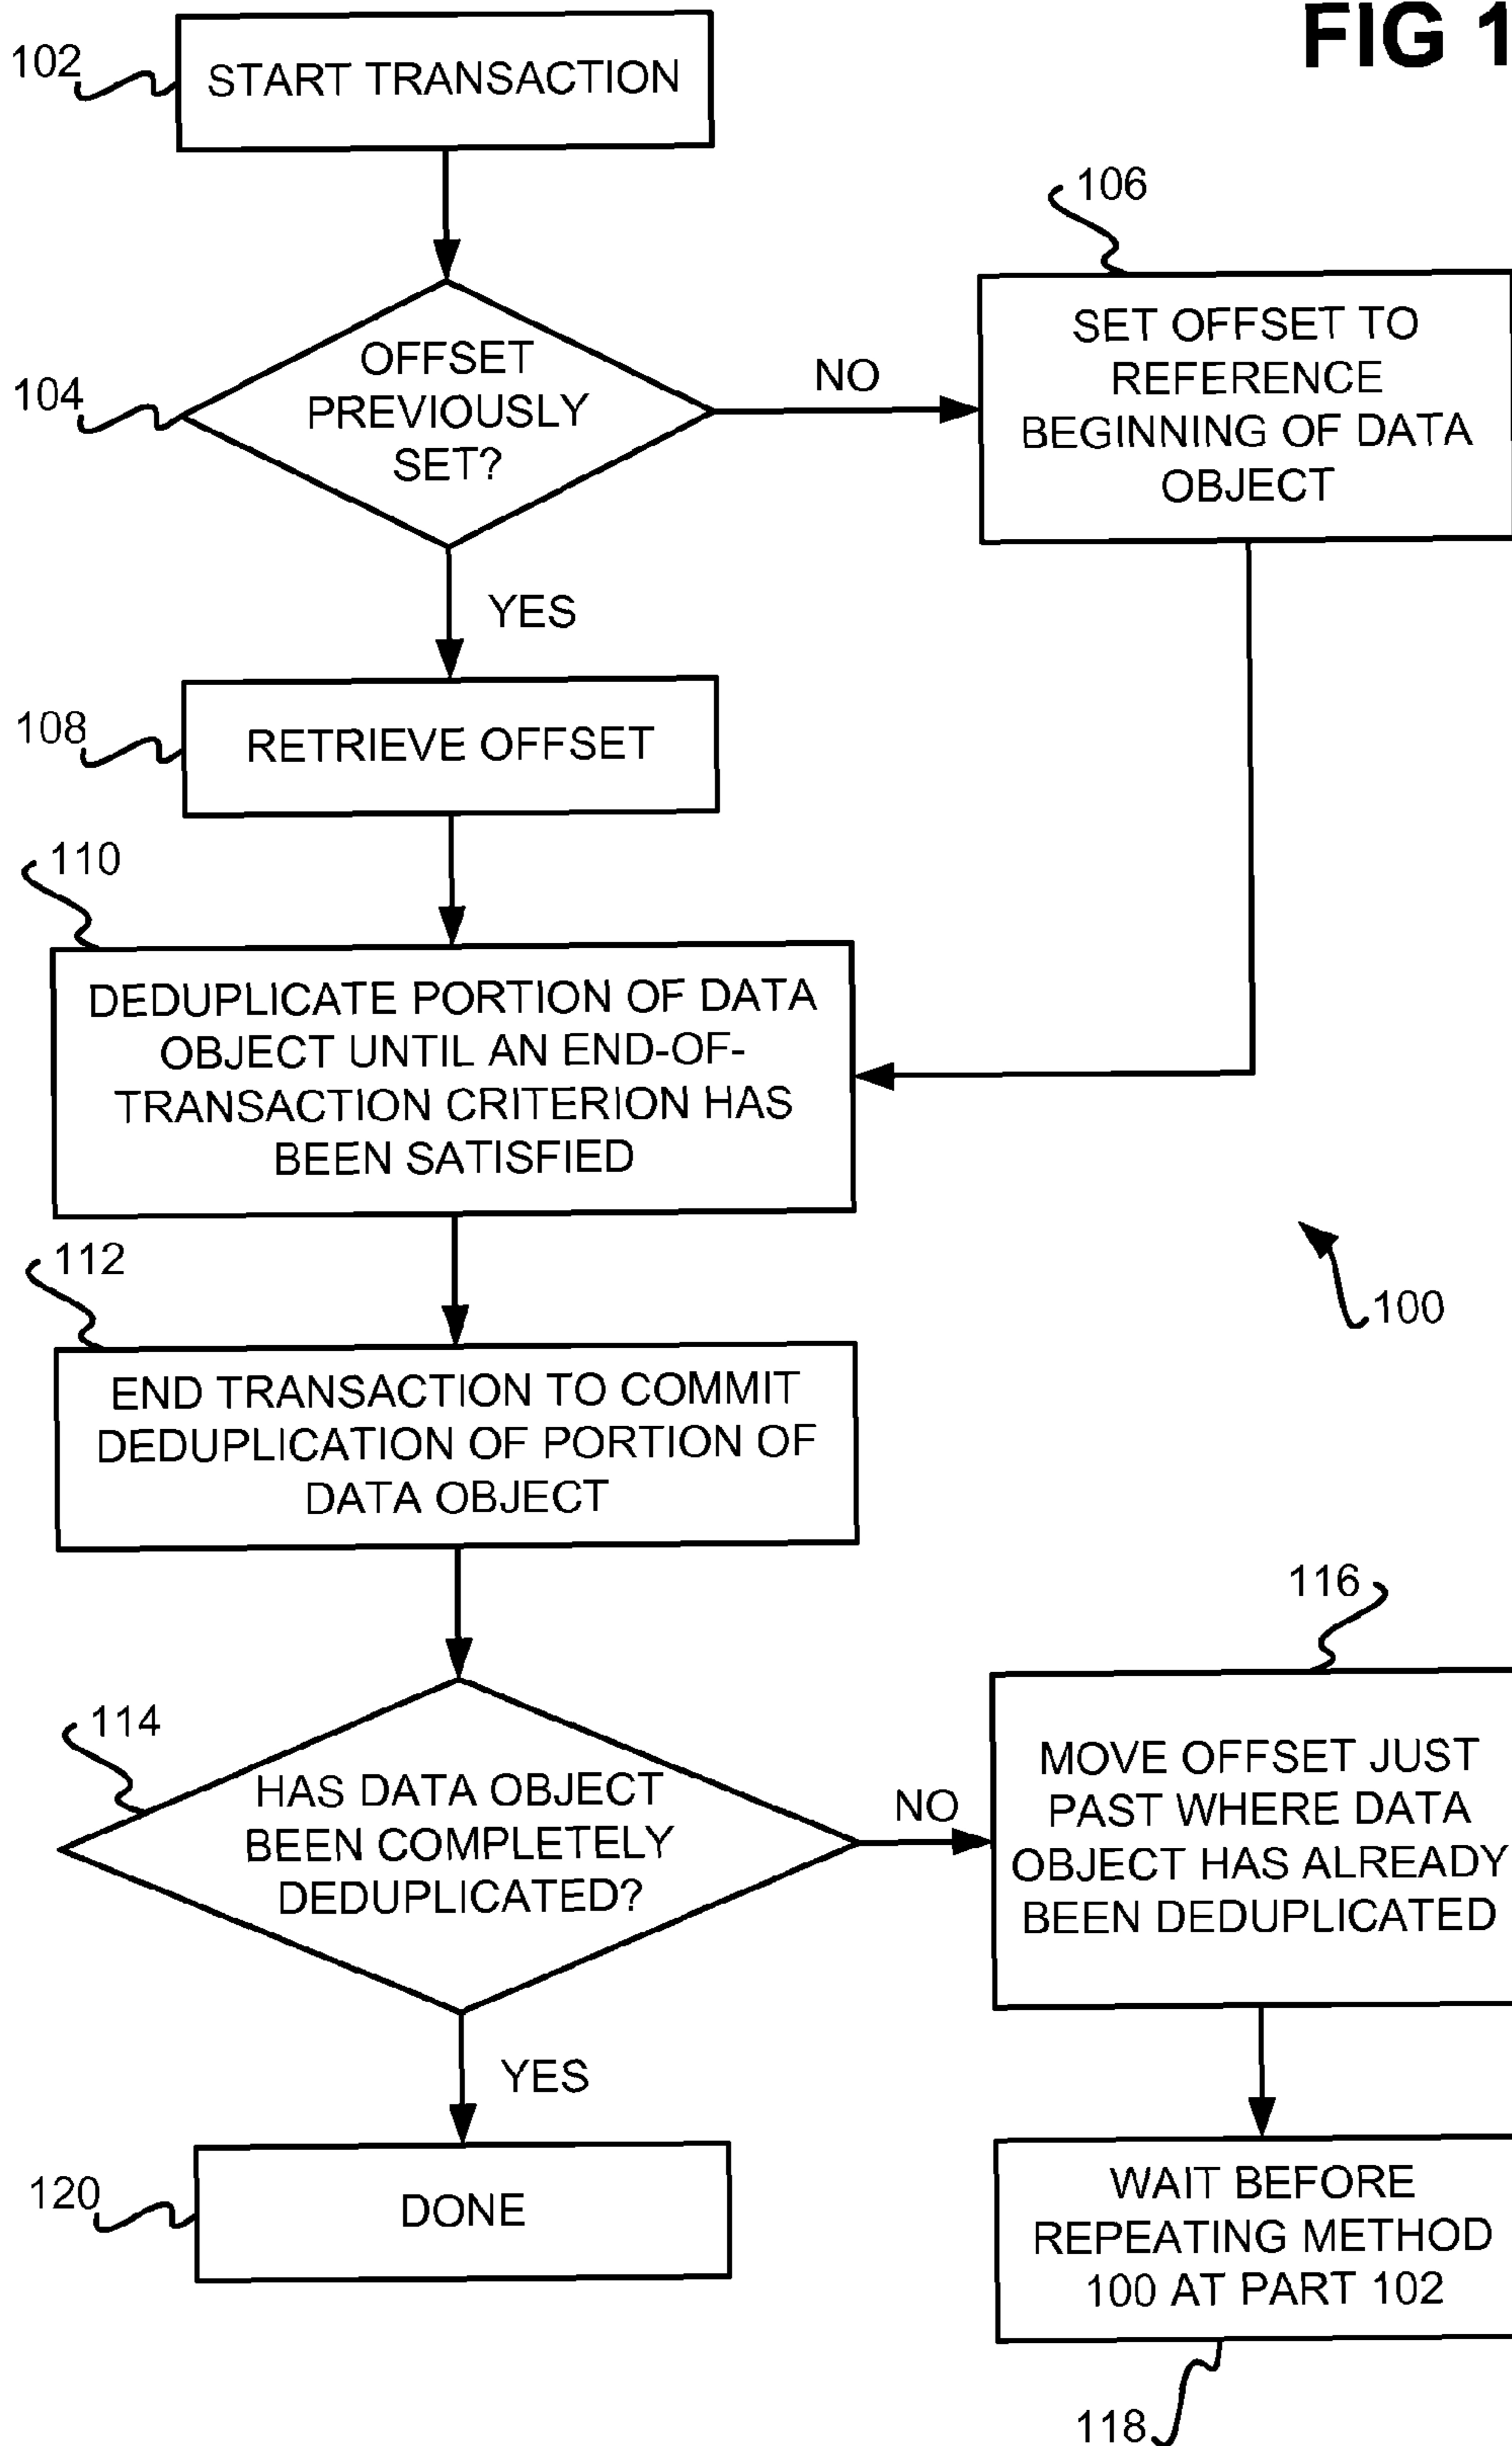 FIG 1
102
START TRANSACTION
106
104
OFFSET
PREVIOUSLY
SET?
NO
SET OFFSET TO
REFERENCE
BEGINNING OF DATA
OBJECT
YES
108
RETRIEVE OFFSET
110
DEDUPLICATE PORTION OF DATA
OBJECT UNTIL AN END-OF-
TRANSACTION CRITERION HAS
BEEN SATISFIED
112
100
END TRANSACTION TO COMMIT
DEDUPLICATION OF PORTION OF
DATA OBJECT
116
114
HAS DATA OBJECT
BEEN COMPLETELY
DEDUPLICATED?
NO
MOVE OFFSET JUST
PAST WHERE DATA
OBJECT HAS ALREADY
BEEN DEDUPLICATED
YES
120
DONE
WAIT BEFORE
REPEATING METHOD
100 AT PART 102
118